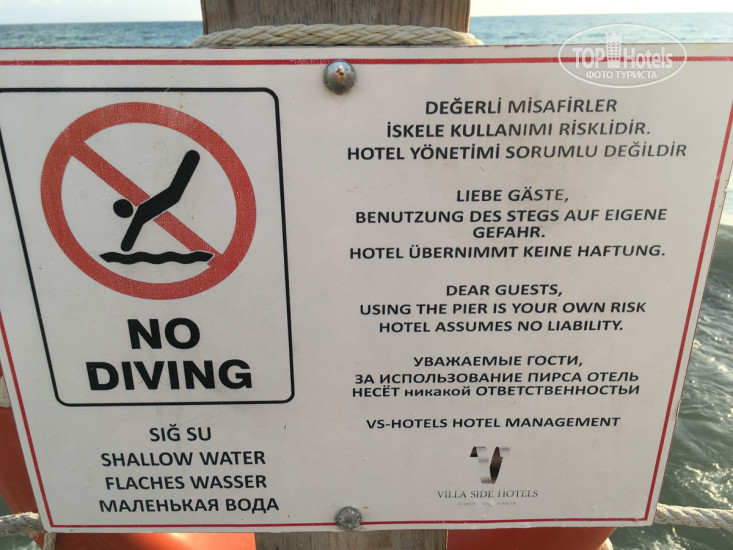 TOP Hotels
ФОТО ТУРИСТА
NO
DIVING
SIĞ SU
SHALLOW WATER
FLACHES WASSER
МАЛЕНЬКАЯ ВОДА
DEĞERLİ MİSAFİRLER
İSKELE KULLANIMI RİSKLİDİR.
HOTEL YÖNETİMİ SORUMLU DEĞİLDİR
LIEBE GÄSTE,
BENUTZUNG DES STEGS AUF EIGENE
GEFAHR.
HOTEL ÜBERNIMMT KEINE HAFTUNG.
DEAR GUESTS,
USING THE PIER IS YOUR OWN RISK
HOTEL ASSUMES NO LIABILITY.
УВАЖАЕМЫЕ ГОСТИ,
ЗА ИСПОЛЬЗОВАНИЕ ПИРСА ОТЕЛЬ
НЕСЁТ никакой ОТВЕТСТВЕННОСТЬИ
VS-HOTELS HOTEL MANAGEMENT
VILLA SIDE HOTELS